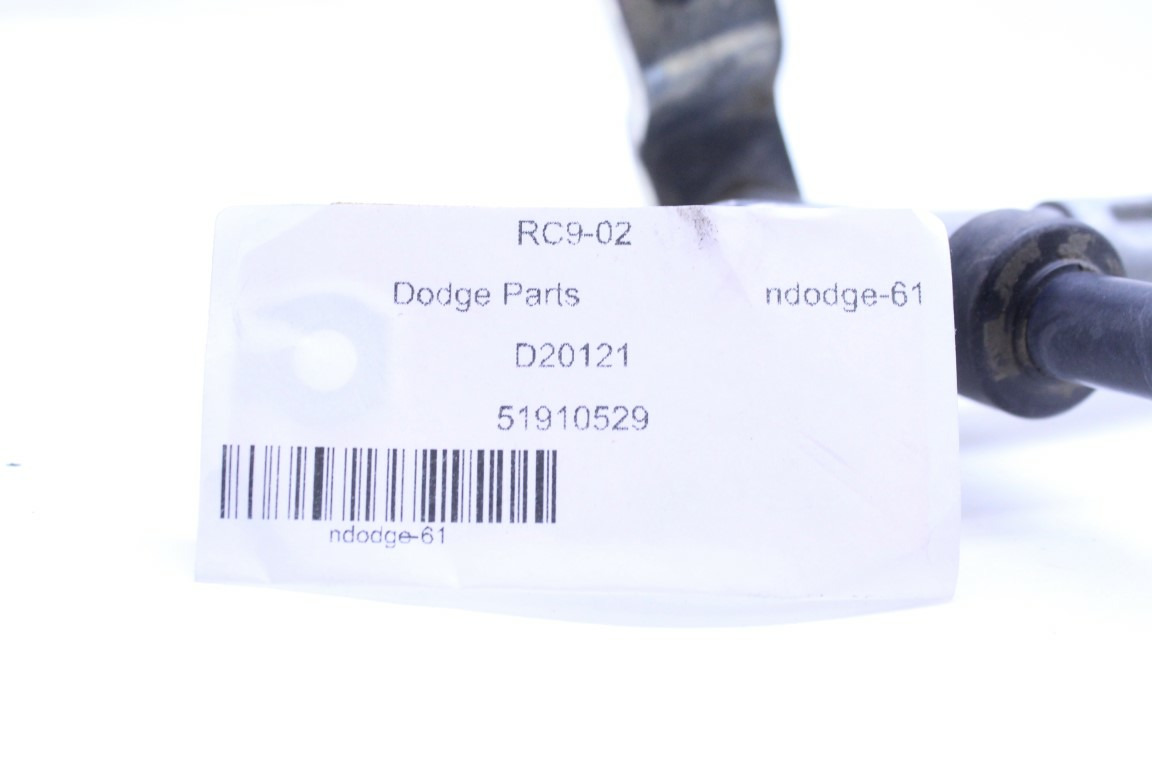 RC9-02
Dodge Parts ndodge-61
D20121
51910529
ndodge-61